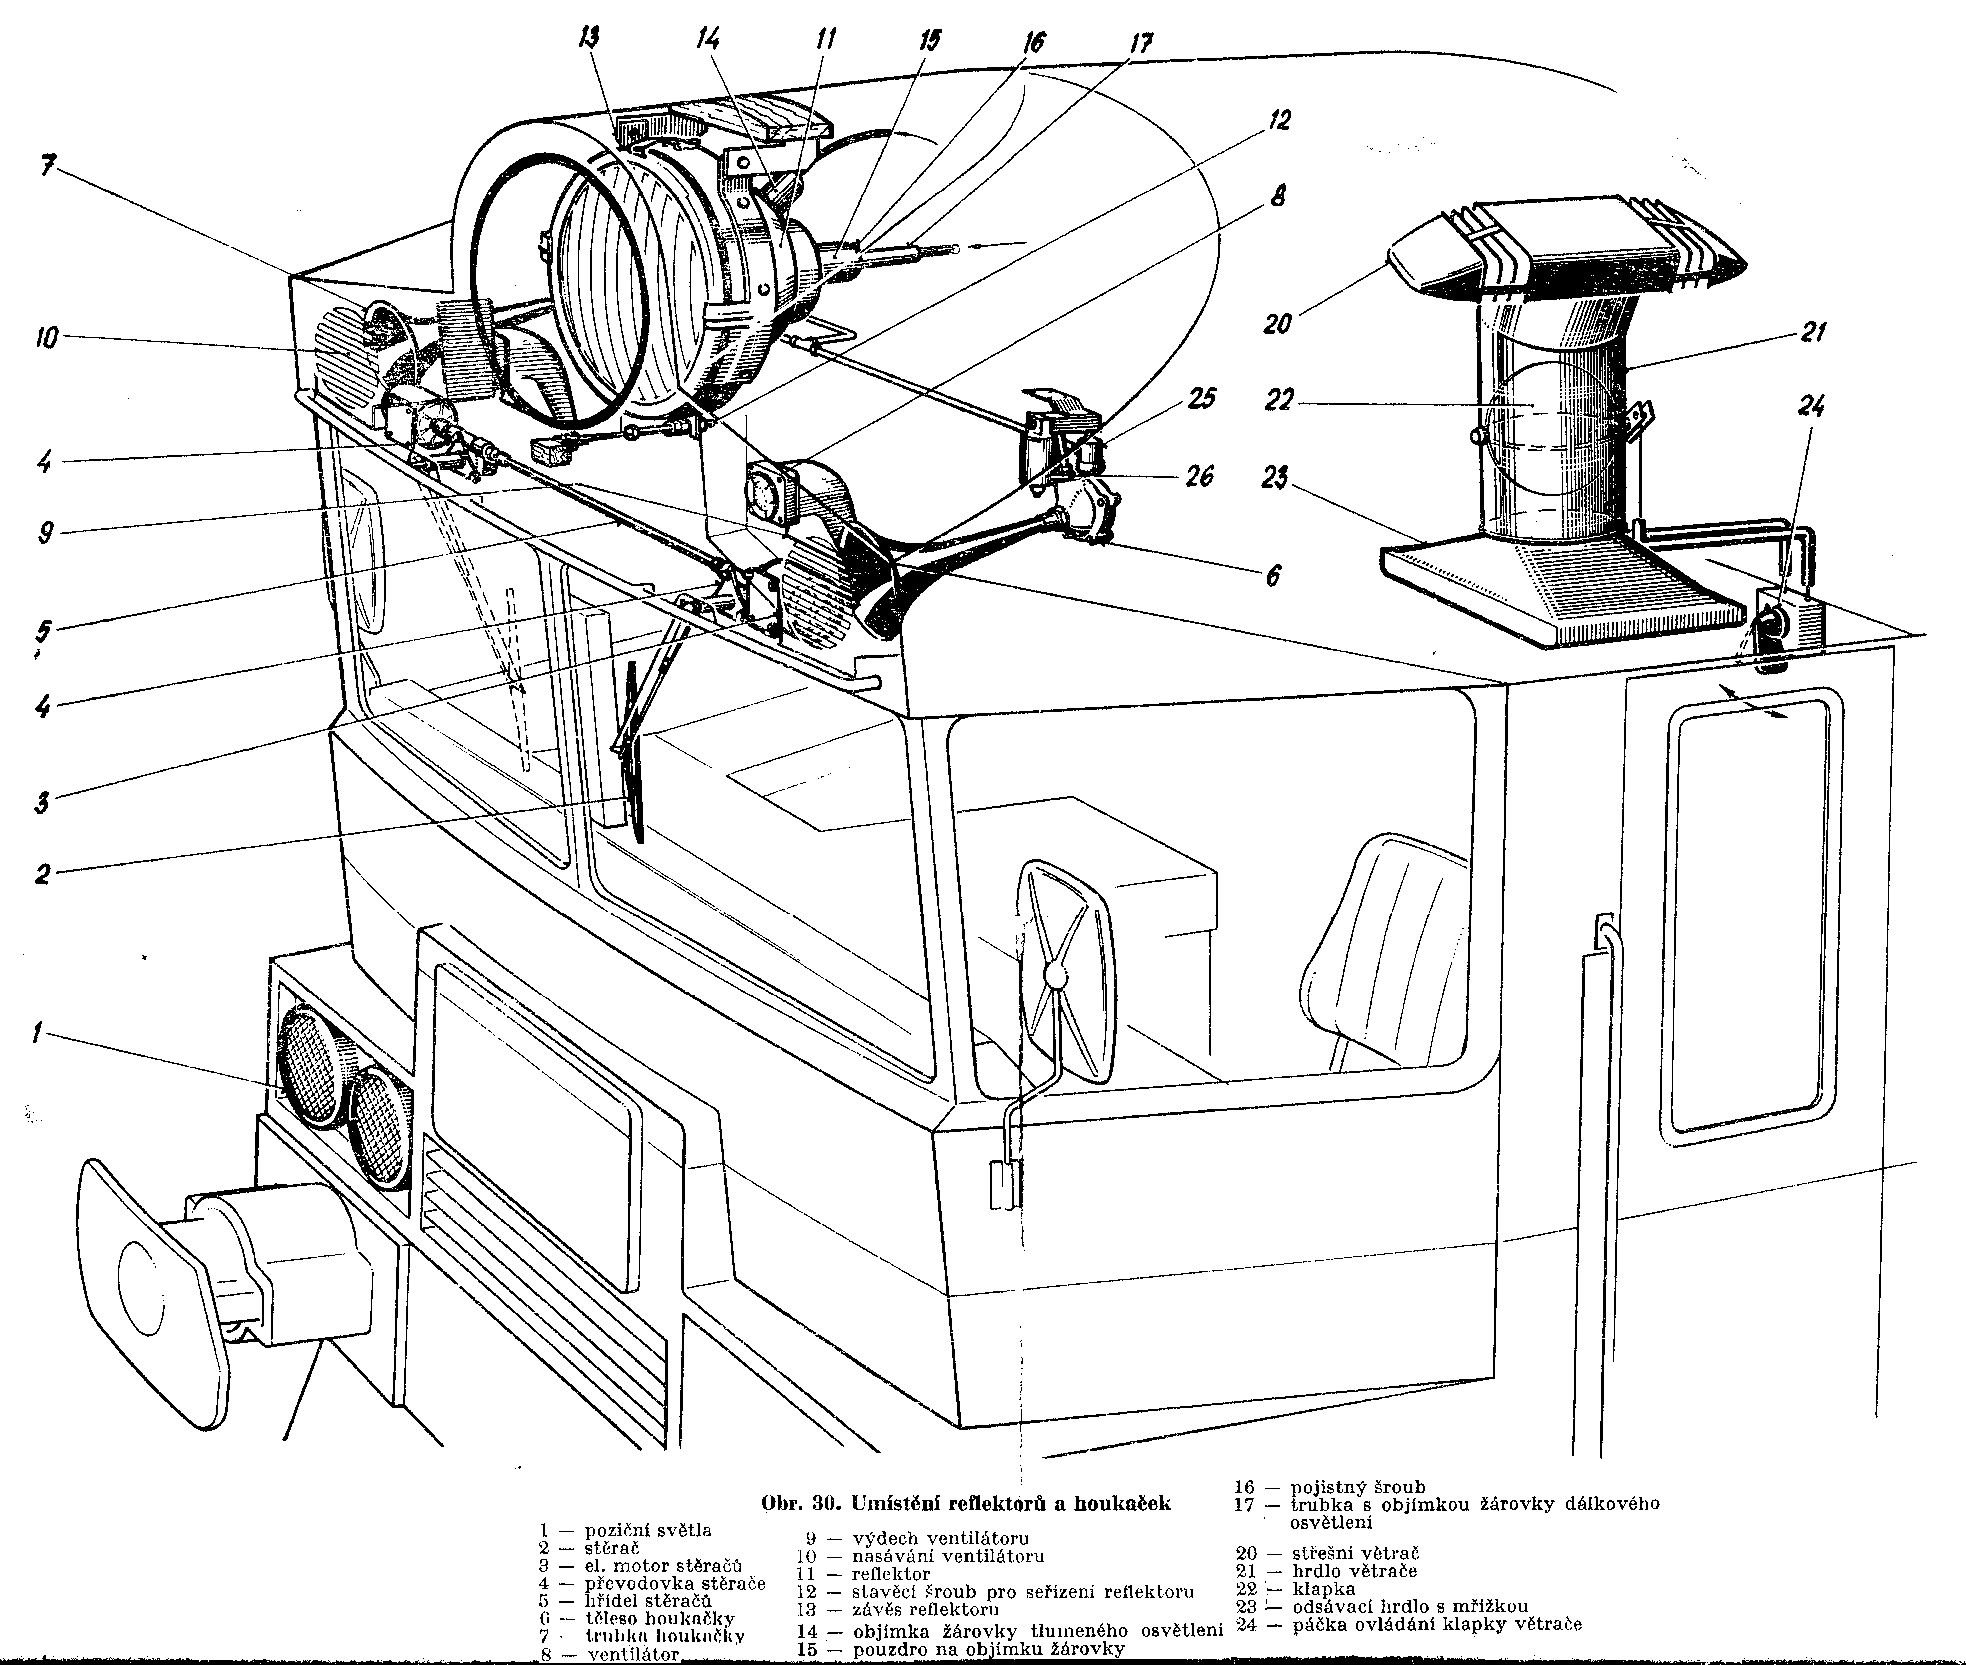 13 14 11 15 16 17
12
7
8
10
20
21
25
22
24
4
26
23
9
6
5
4
3
2
1
Obr. 30. Umístění reflektorů a houkaček
1 — poziční světla
2 — stěrač
3 — el. motor stěračů
4 — převodovka stěrače
5 — hřídel stěračů
6 — těleso houkačky
7 - trubka houkačky
8 — ventilátor
9 — výdech ventilátoru
10 — nasávání ventilátoru
11 — reflektor
12 — stavěcí šroub pro seřízení reflektoru
13 — závěs reflektoru
14 — objímka žárovky tlumeného osvětlení
15 — pouzdro na objímku žárovky
16 — pojistný šroub
17 — trubka s objímkou žárovky dálkového
osvětlení
20 — střešní větrač
21 — hrdlo větrače
22 — klapka
23 — odsávací hrdlo s mřížkou
24 — páčka ovládání klapky větrače